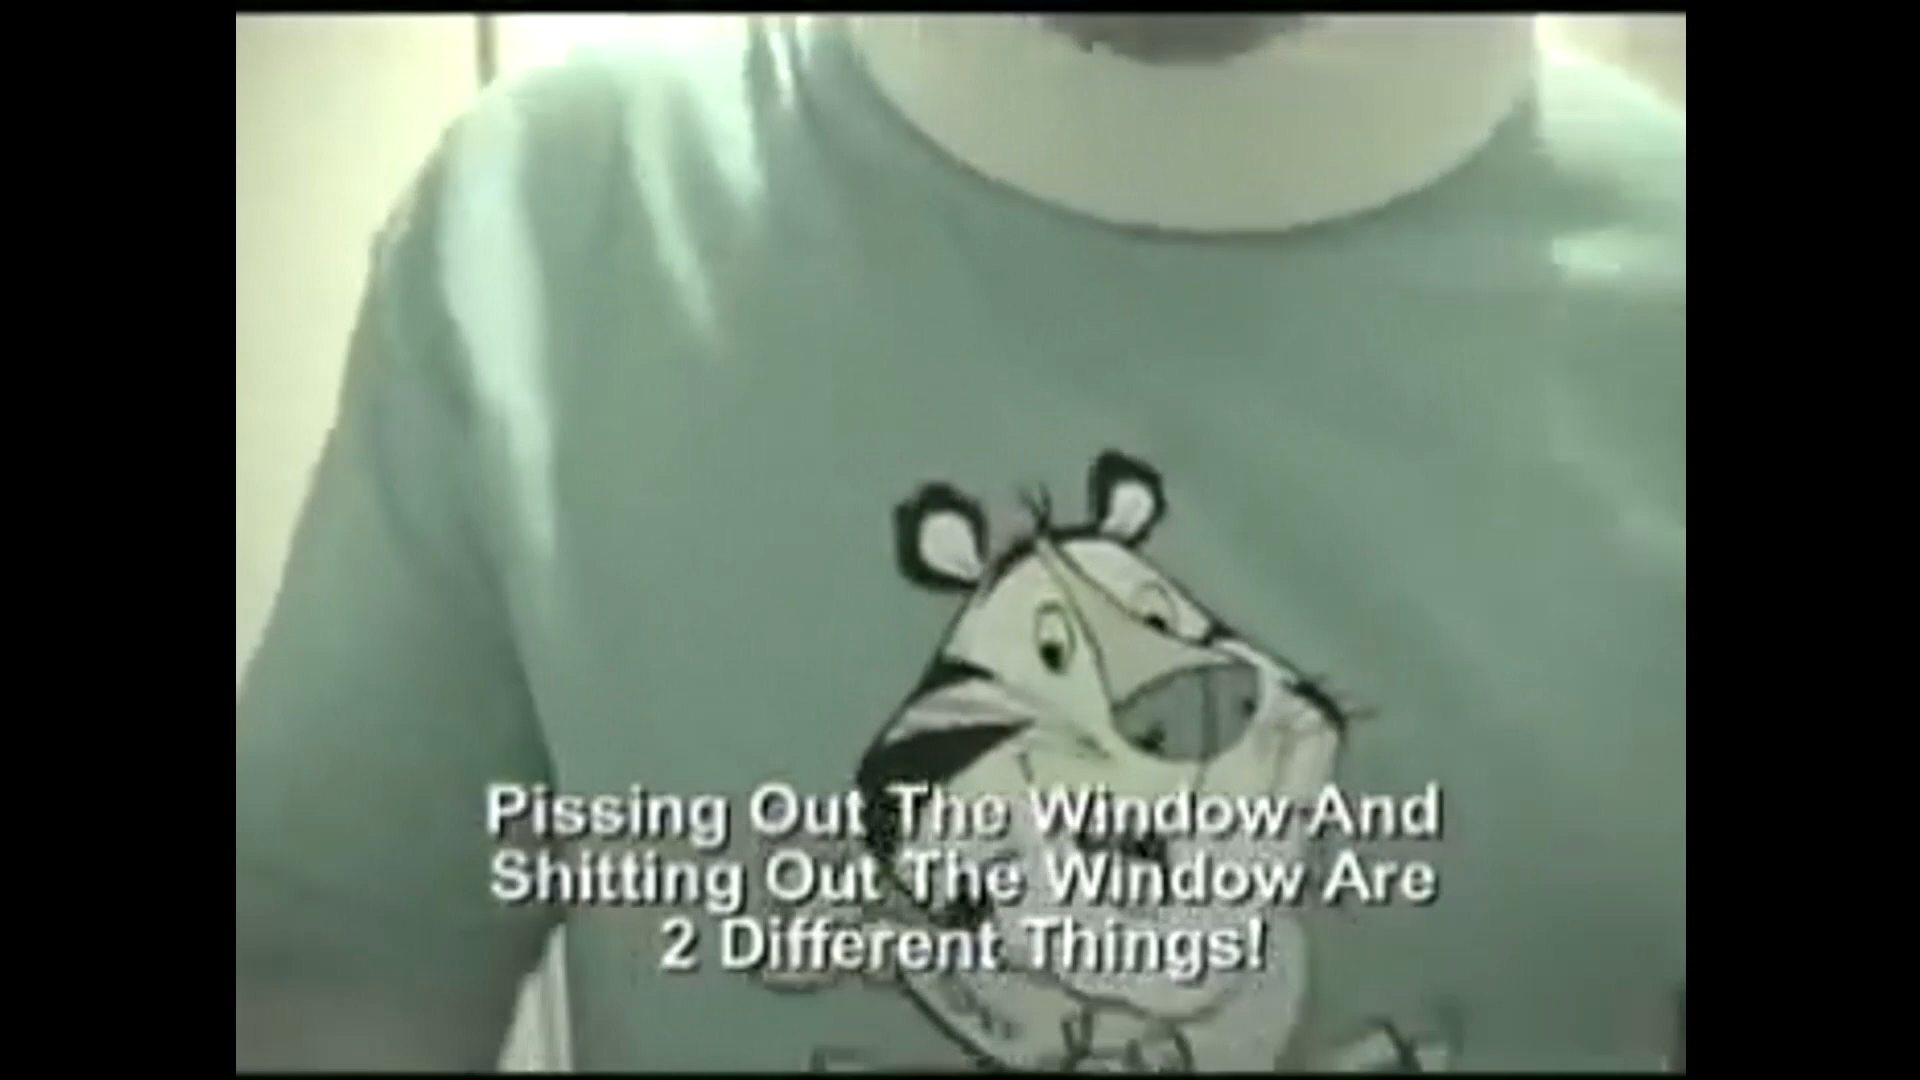 Pissing Out The Window And
Shitting Out The Window Are
2 Different Things!